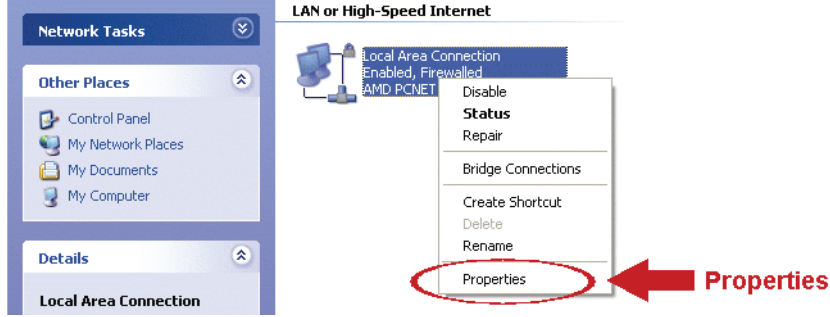 Network Tasks
Other Places
Control Panel
My Network Places
My Documents
My Computer
Details
Local Area Connection
LAN or High-Speed Internet
Local Area Connection
Enabled, Firewalled
AMD PCNET
Disable
Status
Repair
Bridge Connections
Create Shortcut
Delete
Rename
Properties
Properties